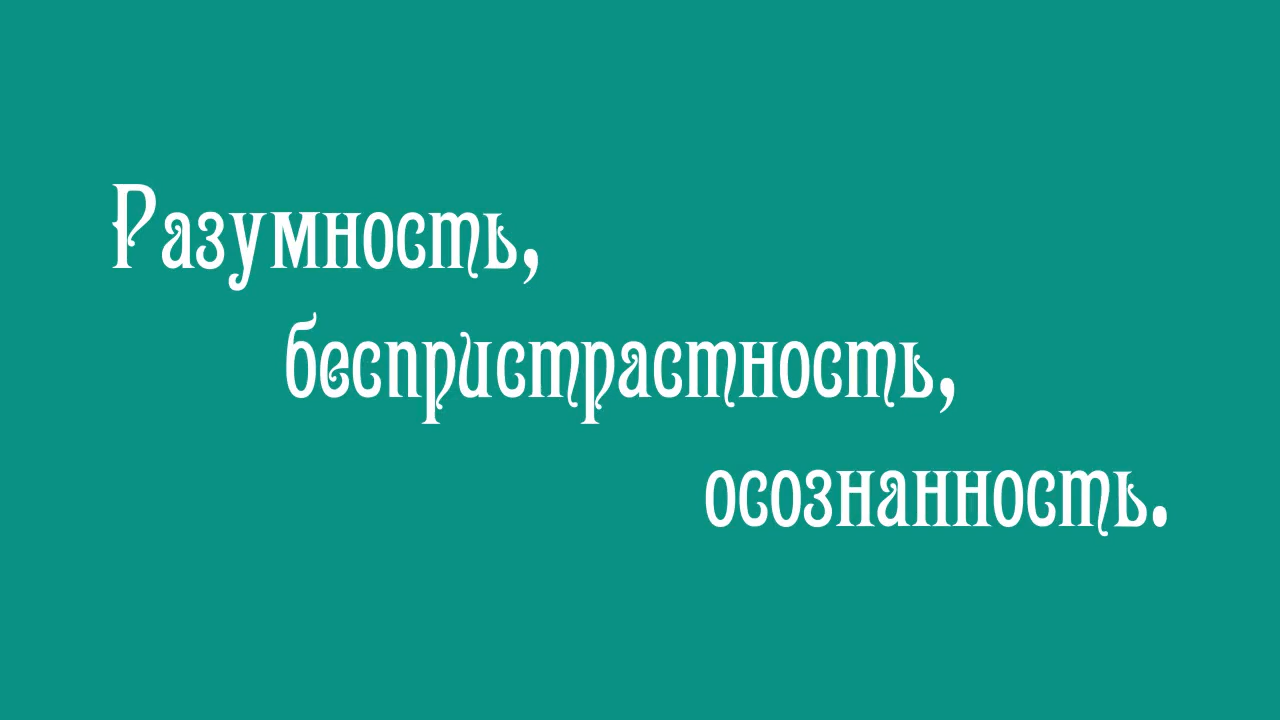 Разумность,
беспристрастность,
осознанность.